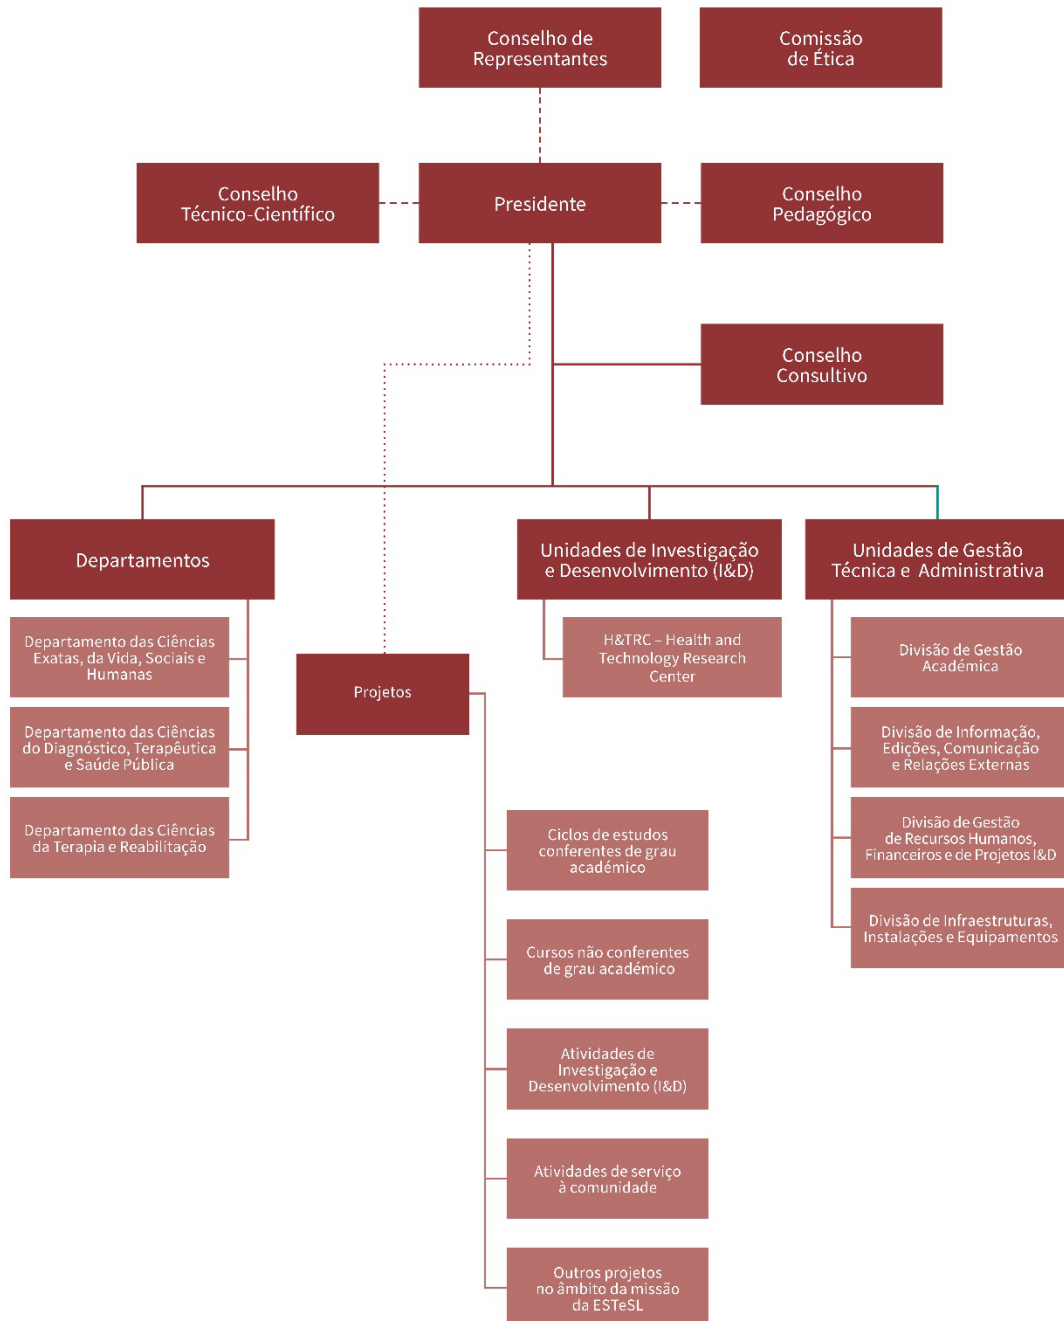 Conselho de
Representantes
Comissão
de Ética
Conselho
Técnico-Científico
Presidente
Conselho
Pedagógico
Conselho
Consultivo
Departamentos
Unidades de Investigação
e Desenvolvimento (I&D)
Unidades de Gestão
Técnica e Administrativa
Departamento das Ciências
Exatas, da Vida, Sociais e
Humanas
Departamento das Ciências
do Diagnóstico, Terapêutica
e Saúde Pública
Departamento das Ciências
da Terapia e Reabilitação
Projetos
H&TRC – Health and
Technology Research
Center
Divisão de Gestão
Académica
Divisão de Informação,
Edições, Comunicação
e Relações Externas
Divisão de Gestão
de Recursos Humanos,
Financeiros e de Projetos I&D
Divisão de Infraestruturas,
Instalações e Equipamentos
Ciclos de estudos
conferentes de grau
académico
Cursos não conferentes
de grau académico
Atividades de
Investigação e
Desenvolvimento (I&D)
Atividades de serviço
à comunidade
Outros projetos
no âmbito da missão
da ESTeSL